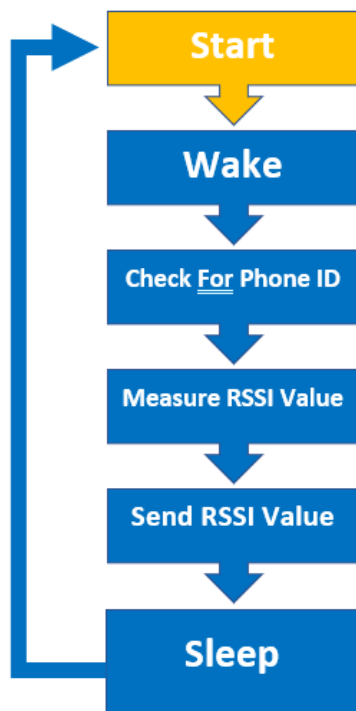 Start
Wake
Check For Phone ID
Measure RSSI Value
Send RSSI Value
Sleep